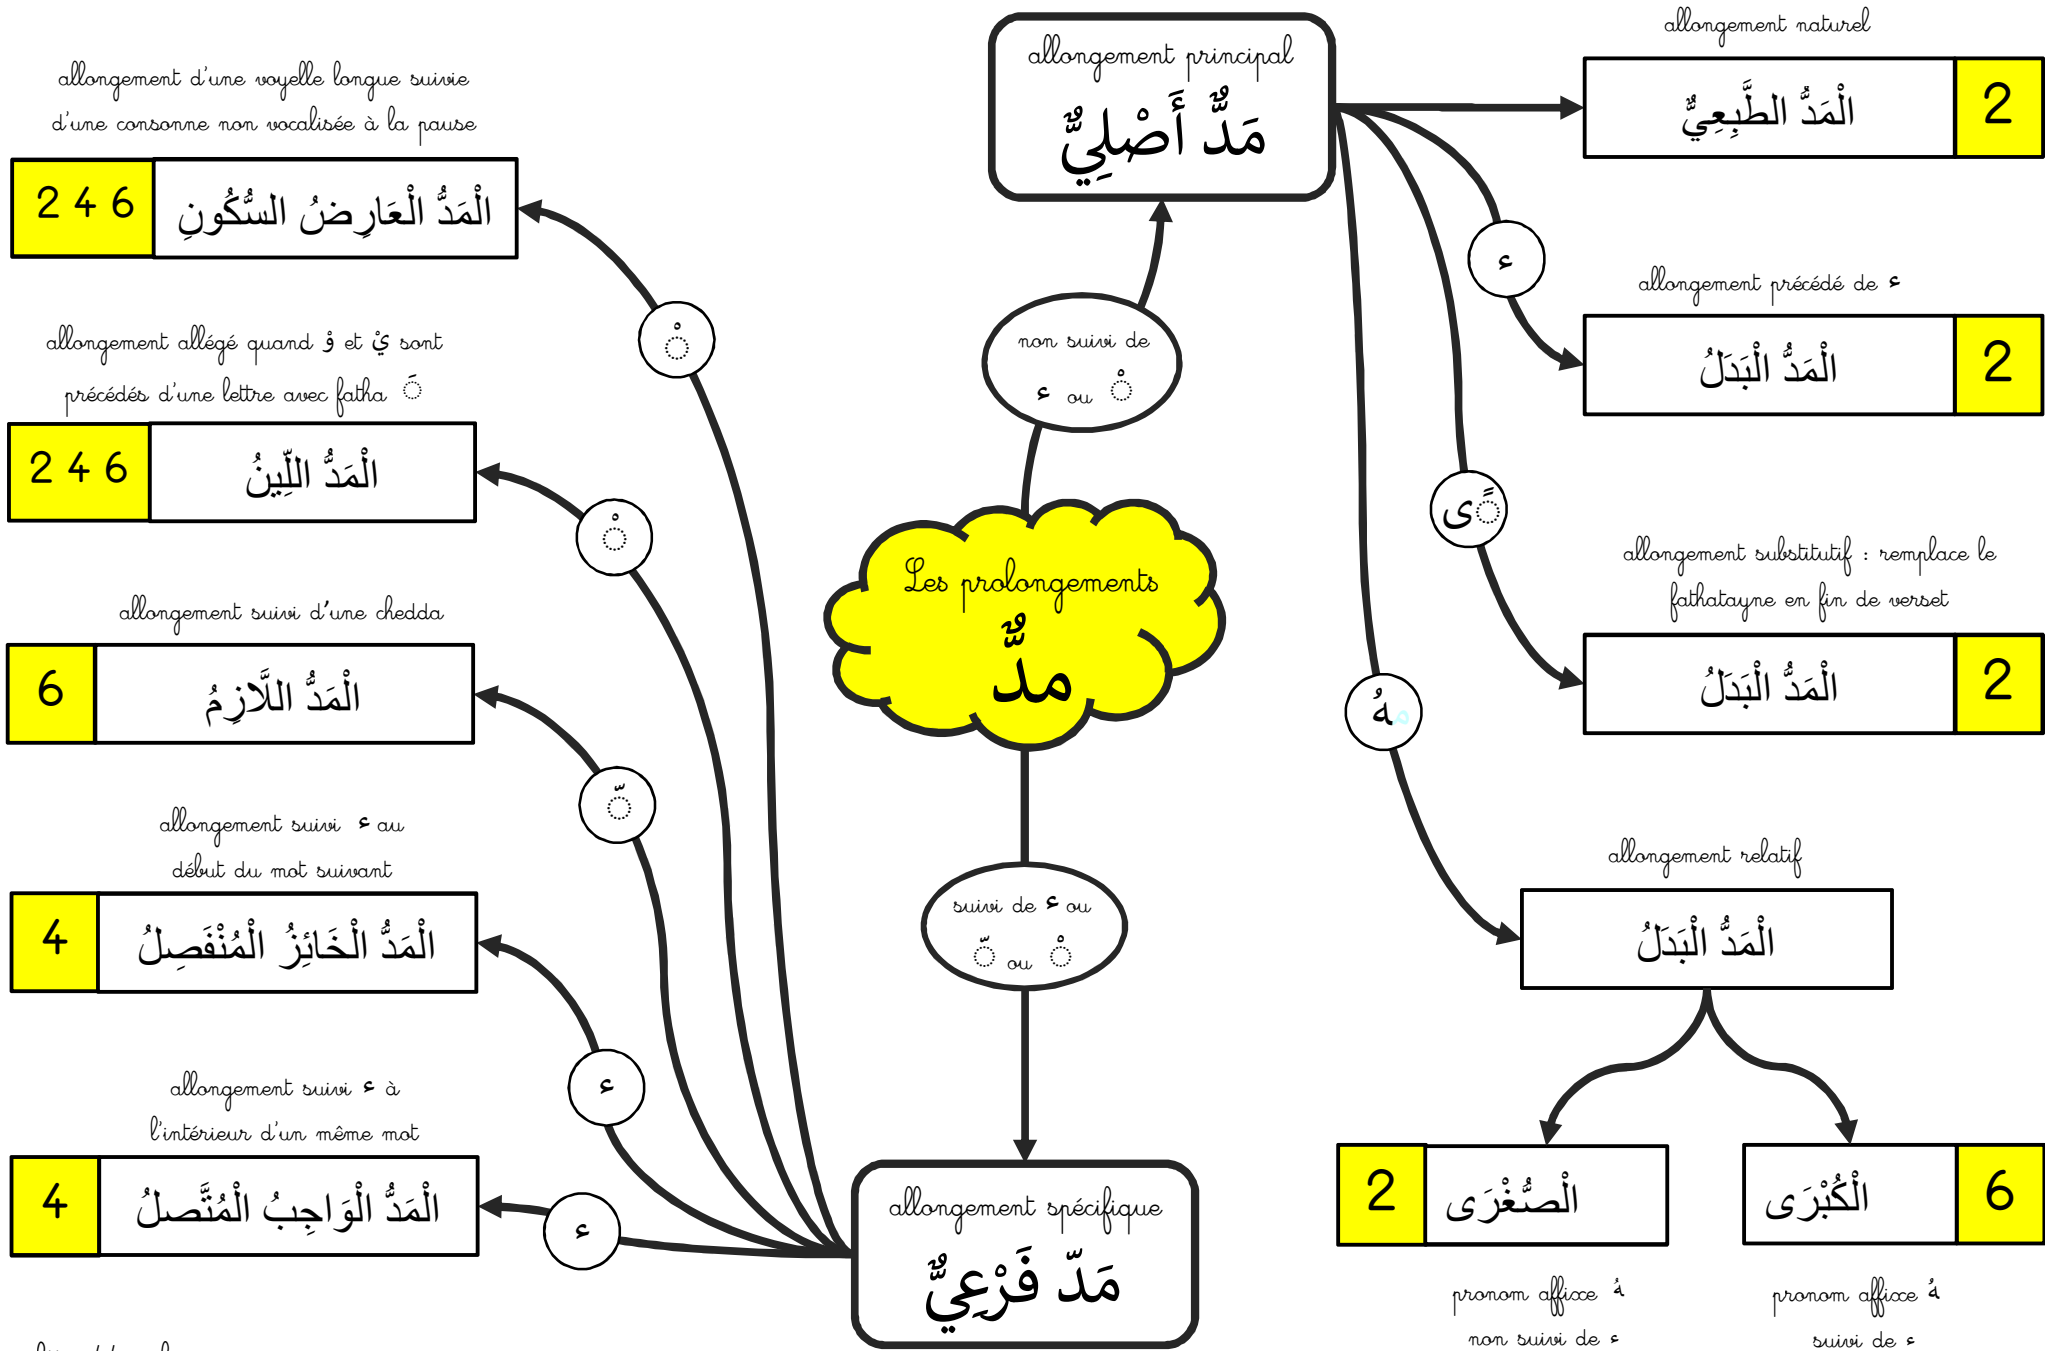 allongement principal
مَدٌّ أَصْلِيٌّ
allongement naturel
الْمَدُّ الطَّبِعِيٌّ
2
ء
allongement précédé de ء
الْمَدُّ الْبَدَلُ
2
ًى
allongement substitutif : remplace le
fathatayne en fin de verset
الْمَدُّ الْبَدَلُ
2
مهُ
allongement relatif
الْمَدُّ الْبَدَلُ
2
الْصُّغْرَى
pronom affixe هُ
non suivi de ء
الْكُبْرَى
6
pronom affixe هُ
suivi de ء
non suivi de
ء ou ْ
Les prolongements
مدٌّ
suivi de ء ou
ّ ou ْ
allongement spécifique
مَدّ فَرْعِيٌّ
allongement d'une voyelle longue suivie
d'une consonne non vocalisée à la pause
2 4 6
الْمَدُّ الْعَارِضُ السُّكُونِ
ْ
allongement allégé quand وْ et يْ sont
précédés d'une lettre avec fatha َ
2 4 6
الْمَدُّ اللِّينُ
ْ
allongement suivi d'une chedda
6
الْمَدُّ اللَّازِمُ
ّ
allongement suivi ء au
début du mot suivant
4
الْمَدُّ الْخَائِزُ الْمُنْفَصِلُ
ء
allongement suivi ء à
l'intérieur d'un même mot
4
الْمَدُّ الْوَاجِبُ الْمُتَّصلُ
ء